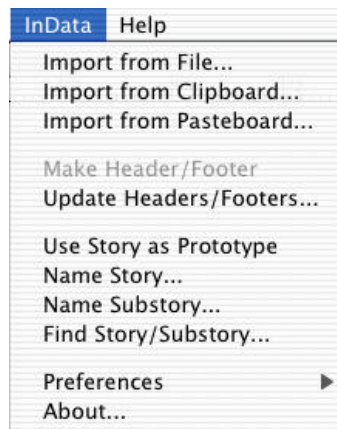 InData Help
Import from File...
Import from Clipboard...
Import from Pasteboard...
Make Header/Footer
Update Headers/Footers...
Use Story as Prototype
Name Story...
Name Substory...
Find Story/Substory...
Preferences
About...